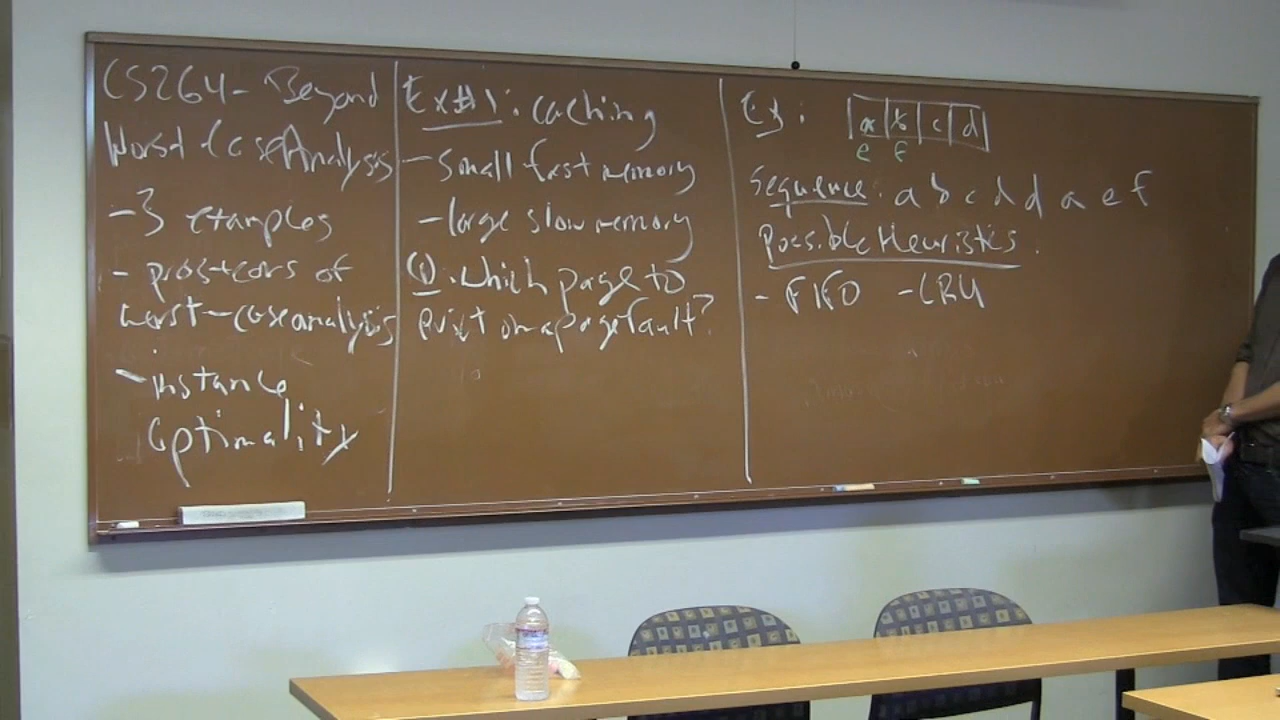 CS264 - Beyond
Worst-Case Analysis
- 3 examples
- pros + cons of
worst-case analysis
- instance
optimality
Ex#1: caching
- small fast memory
- large slow memory
Q: which page to
evict on a page fault?
Ex: a b c d
e f
Sequence: a b c d d a e f
Possible Heuristics:
- FIFO - LRU